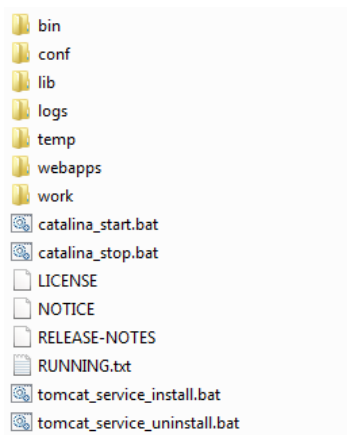 bin
conf
lib
logs
temp
webapps
work
catalina_start.bat
catalina_stop.bat
LICENSE
NOTICE
RELEASE-NOTES
RUNNING.txt
tomcat_service_install.bat
tomcat_service_uninstall.bat